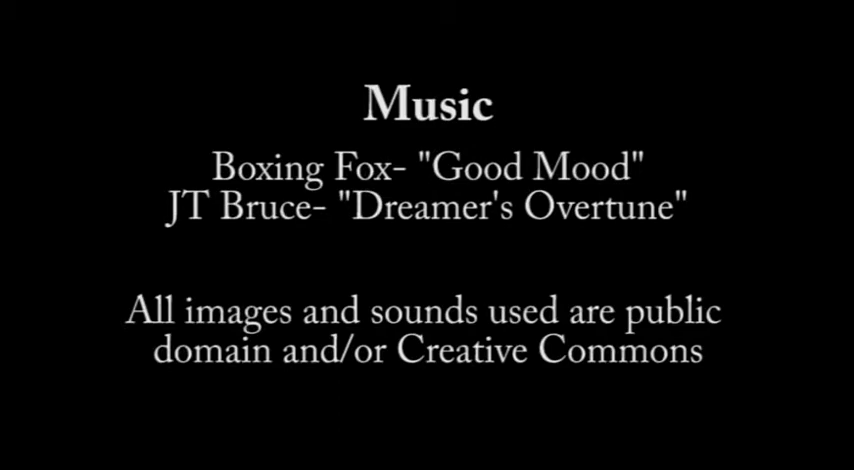 Music
Boxing Fox- "Good Mood"
JT Bruce- "Dreamer's Overtune"
All images and sounds used are public
domain and/or Creative Commons